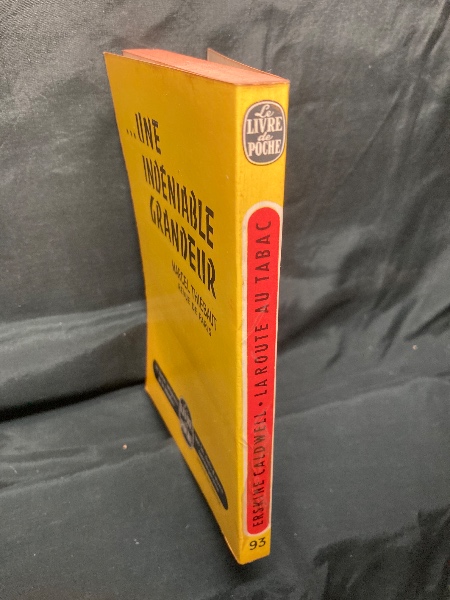 ...UNE
INDÉNIABLE
GRANDEUR
MARCEL THIÉBAUT
REVUE DE PARIS
Le
LIVRE
de
POCHE
ERSKINE CALDWELL • LA ROUTE AU TABAC
93